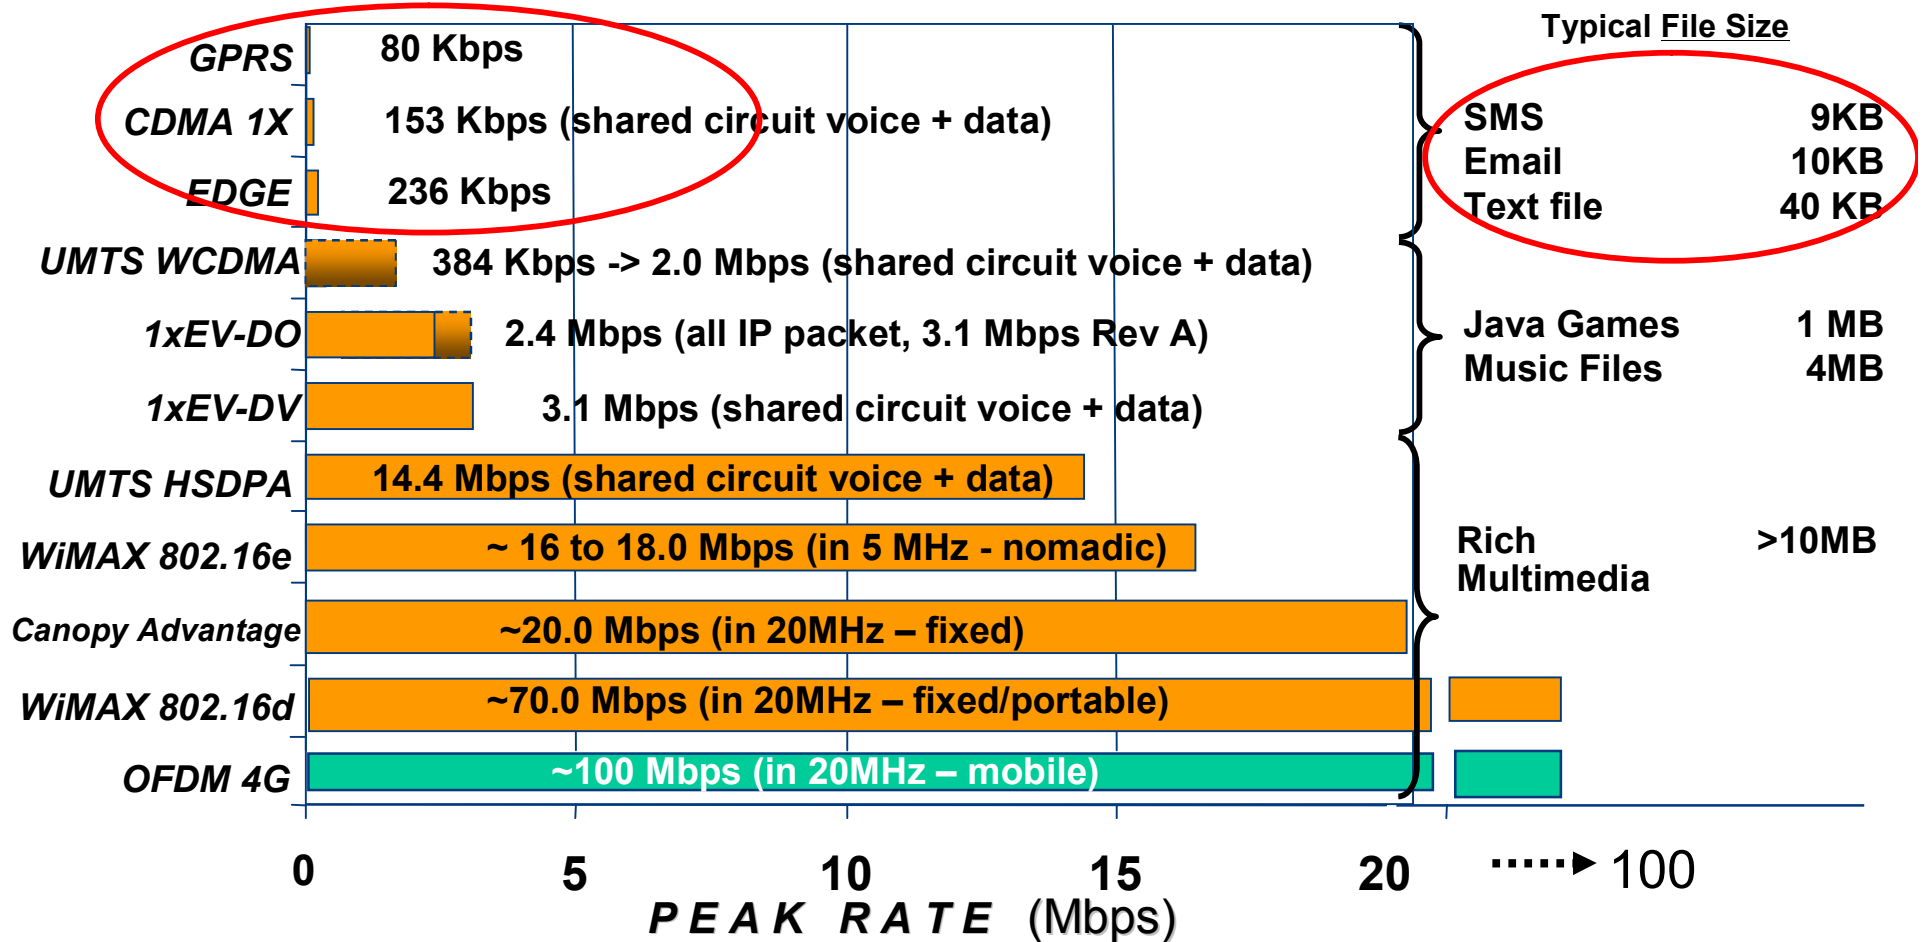 Typical File Size
GPRS 80 Kbps
CDMA 1X 153 Kbps (shared circuit voice + data)
EDGE 236 Kbps
SMS 9KB
Email 10KB
Text file 40 KB
UMTS WCDMA 384 Kbps -> 2.0 Mbps (shared circuit voice + data)
1xEV-DO 2.4 Mbps (all IP packet, 3.1 Mbps Rev A)
1xEV-DV 3.1 Mbps (shared circuit voice + data)
Java Games 1 MB
Music Files 4MB
UMTS HSDPA 14.4 Mbps (shared circuit voice + data)
WiMAX 802.16e ~ 16 to 18.0 Mbps (in 5 MHz - nomadic)
Canopy Advantage ~20.0 Mbps (in 20MHz – fixed)
WiMAX 802.16d ~70.0 Mbps (in 20MHz – fixed/portable)
OFDM 4G ~100 Mbps (in 20MHz – mobile)
Rich >10MB
Multimedia
0 5 10 15 20 100
PEAK RATE (Mbps)